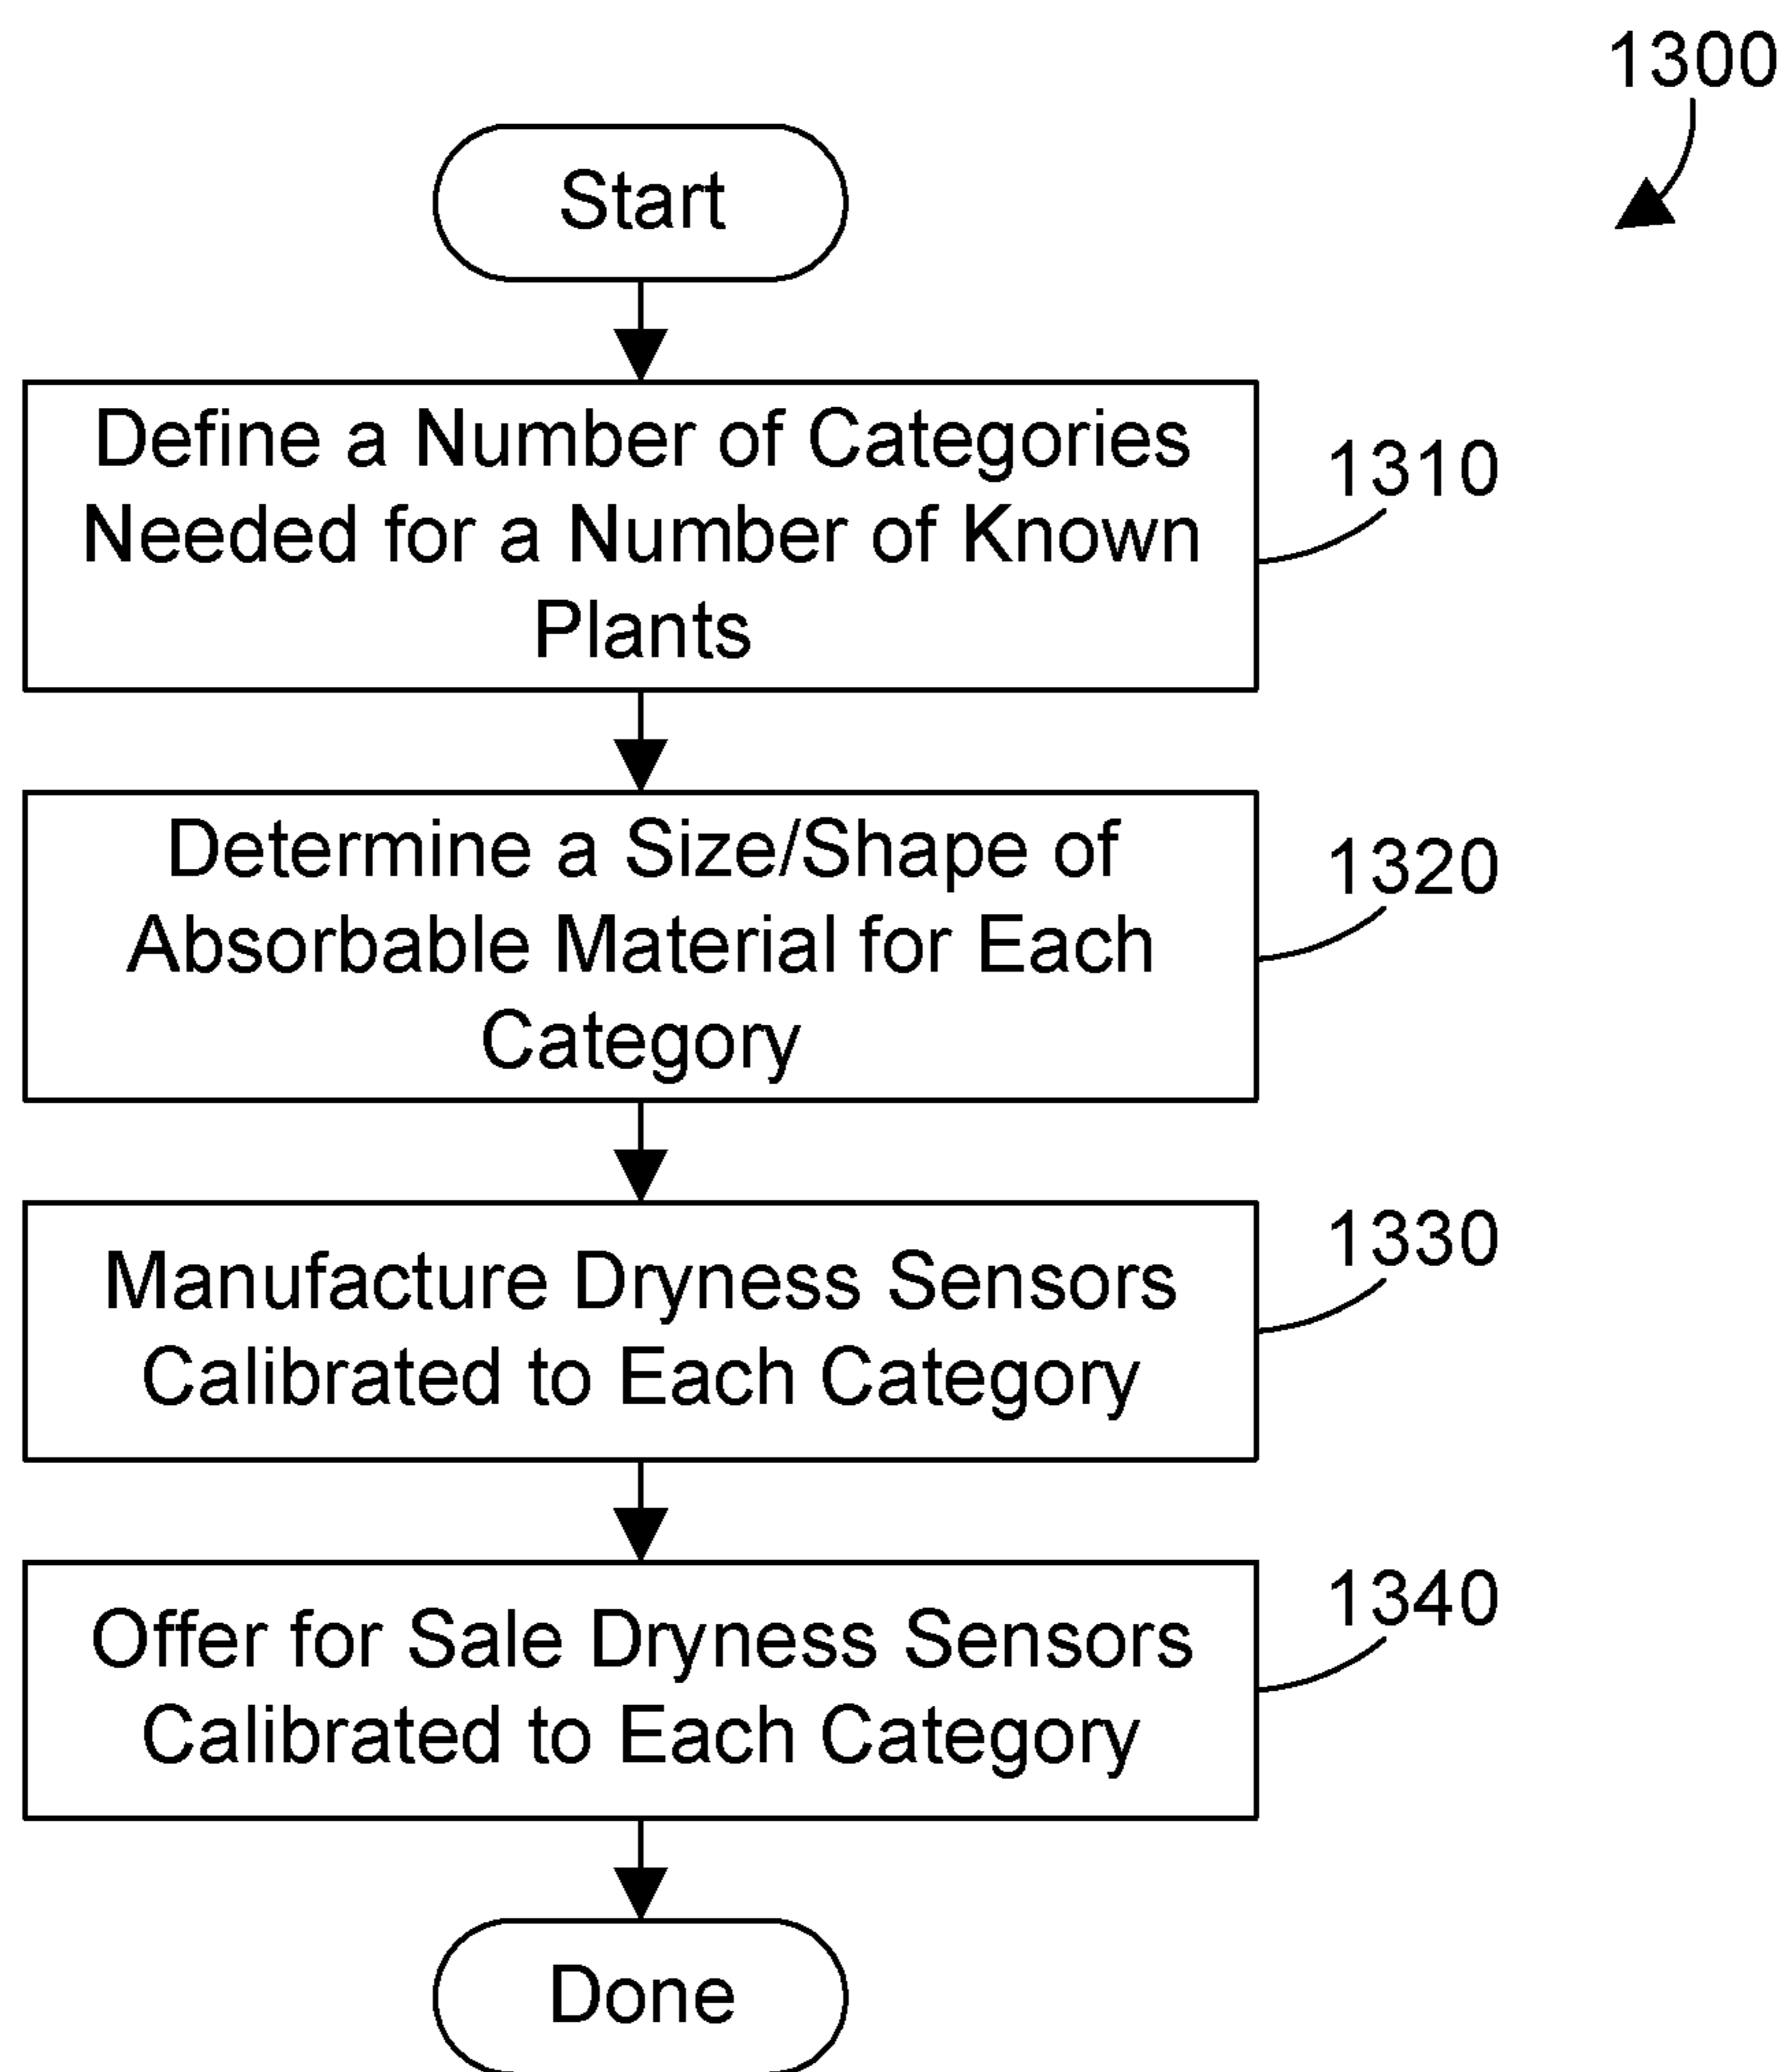 1300
Start
Define a Number of Categories
Needed for a Number of Known
Plants
1310
Determine a Size/Shape of
Absorbable Material for Each
Category
1320
Manufacture Dryness Sensors
Calibrated to Each Category
1330
Offer for Sale Dryness Sensors
Calibrated to Each Category
1340
Done